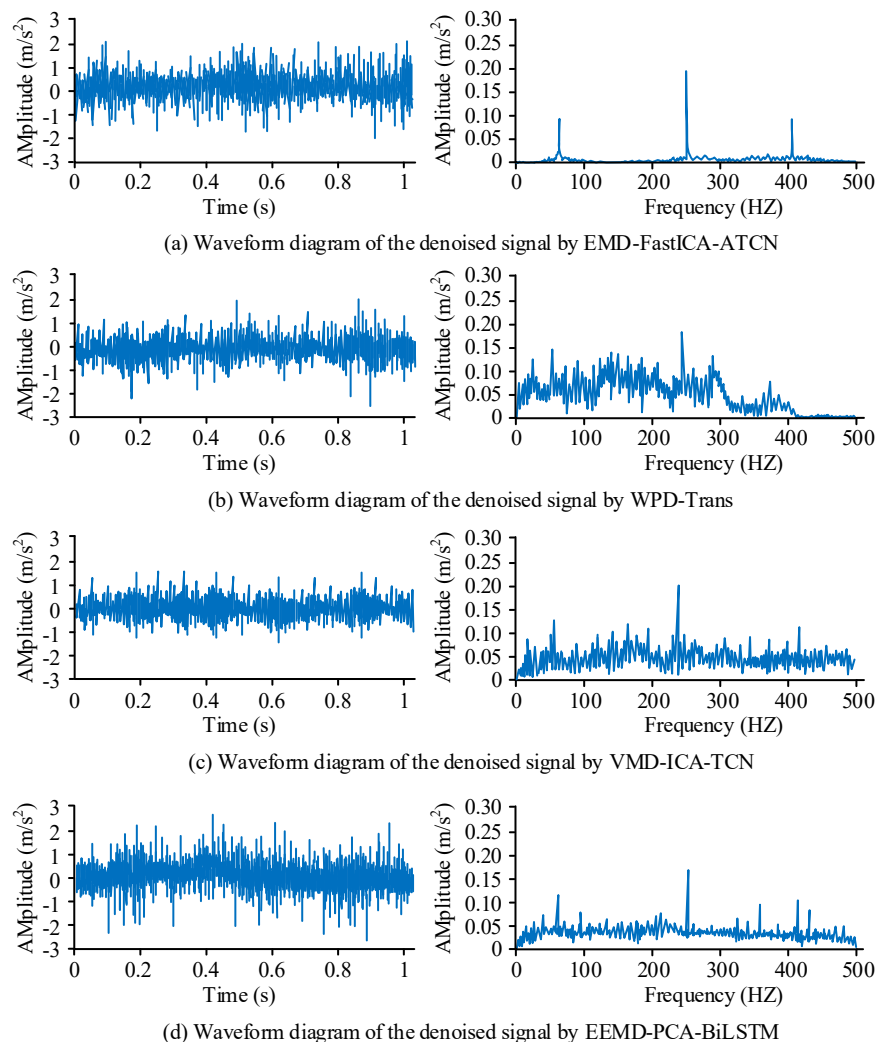 AMplitude (m/s²)
3
2
1
0
-1
-2
-3
0 0.2 0.4 0.6 0.8 1
Time (s)
AMplitude (m/s²)
0.30
0.25
0.20
0.15
0.10
0.05
0
0 100 200 300 400 500
Frequency (HZ)
(a) Waveform diagram of the denoised signal by EMD-FastICA-ATCN
AMplitude (m/s²)
3
2
1
0
-1
-2
-3
0 0.2 0.4 0.6 0.8 1
Time (s)
AMplitude (m/s²)
0.30
0.25
0.20
0.15
0.10
0.05
0
0 100 200 300 400 500
Frequency (HZ)
(b) Waveform diagram of the denoised signal by WPD-Trans
AMplitude (m/s²)
3
2
1
0
-1
-2
-3
0 0.2 0.4 0.6 0.8 1
Time (s)
AMplitude (m/s²)
0.30
0.25
0.20
0.15
0.10
0.05
0
0 100 200 300 400 500
Frequency (HZ)
(c) Waveform diagram of the denoised signal by VMD-ICA-TCN
AMplitude (m/s²)
3
2
1
0
-1
-2
-3
0 0.2 0.4 0.6 0.8 1
Time (s)
AMplitude (m/s²)
0.30
0.25
0.20
0.15
0.10
0.05
0
0 100 200 300 400 500
Frequency (HZ)
(d) Waveform diagram of the denoised signal by EEMD-PCA-BiLSTM